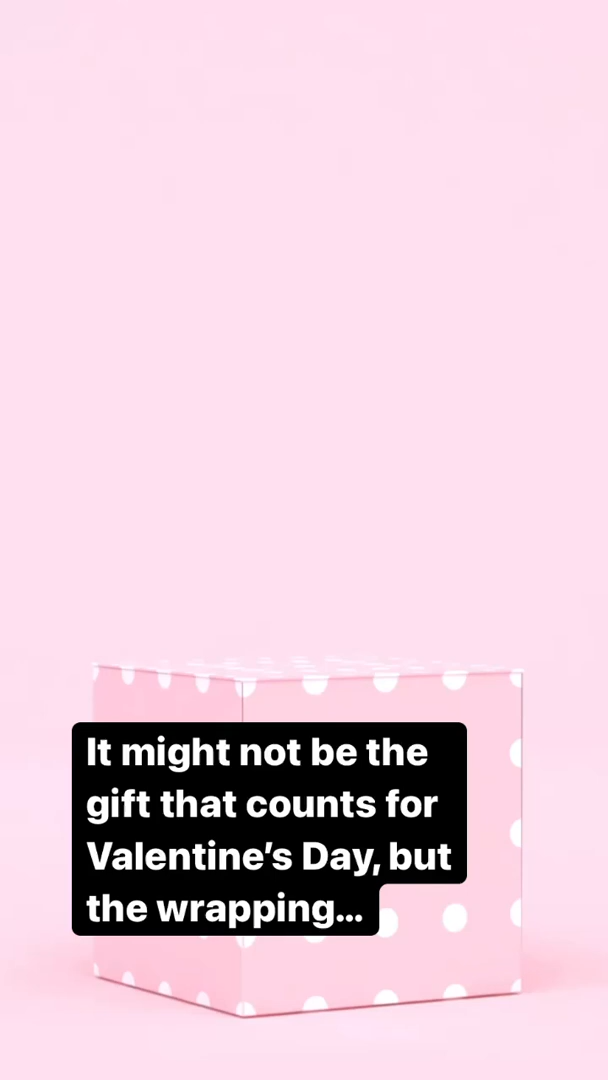 It might not be the
gift that counts for
Valentine's Day, but
the wrapping...